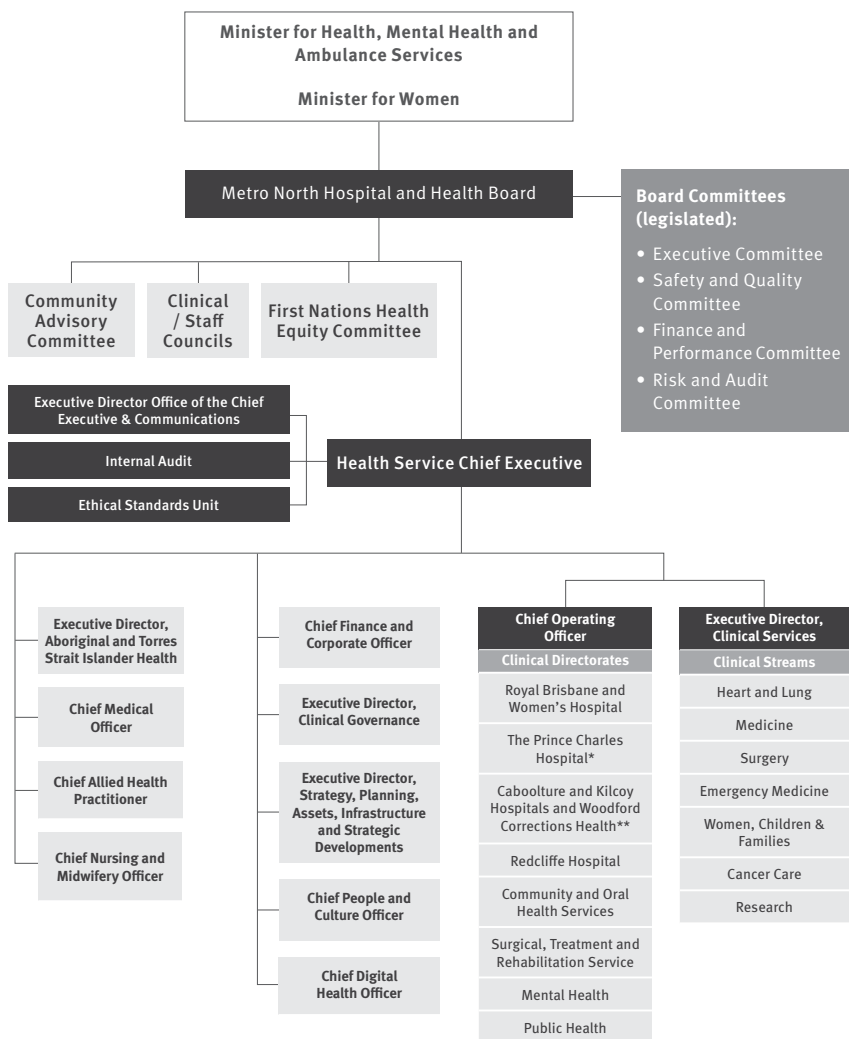 Minister for Health, Mental Health and
Ambulance Services
Minister for Women
Metro North Hospital and Health Board
Board Committees
(legislated):
• Executive Committee
• Safety and Quality
Committee
• Finance and
Performance Committee
• Risk and Audit
Committee
Community
Advisory
Committee
Clinical
/ Staff
Councils
First Nations Health
Equity Committee
Executive Director Office of the Chief
Executive & Communications
Internal Audit
Ethical Standards Unit
Health Service Chief Executive
Executive Director,
Aboriginal and Torres
Strait Islander Health
Chief Medical
Officer
Chief Allied Health
Practitioner
Chief Nursing and
Midwifery Officer
Chief Finance and
Corporate Officer
Executive Director,
Clinical Governance
Executive Director,
Strategy, Planning,
Assets, Infrastructure
and Strategic
Developments
Chief People and
Culture Officer
Chief Digital
Health Officer
Chief Operating
Officer
Clinical Directorates
Royal Brisbane and
Women's Hospital
The Prince Charles
Hospital*
Caboolture and Kilcoy
Hospitals and Woodford
Corrections Health**
Redcliffe Hospital
Community and Oral
Health Services
Surgical, Treatment and
Rehabilitation Service
Mental Health
Public Health
Executive Director,
Clinical Services
Clinical Streams
Heart and Lung
Medicine
Surgery
Emergency Medicine
Women, Children &
Families
Cancer Care
Research